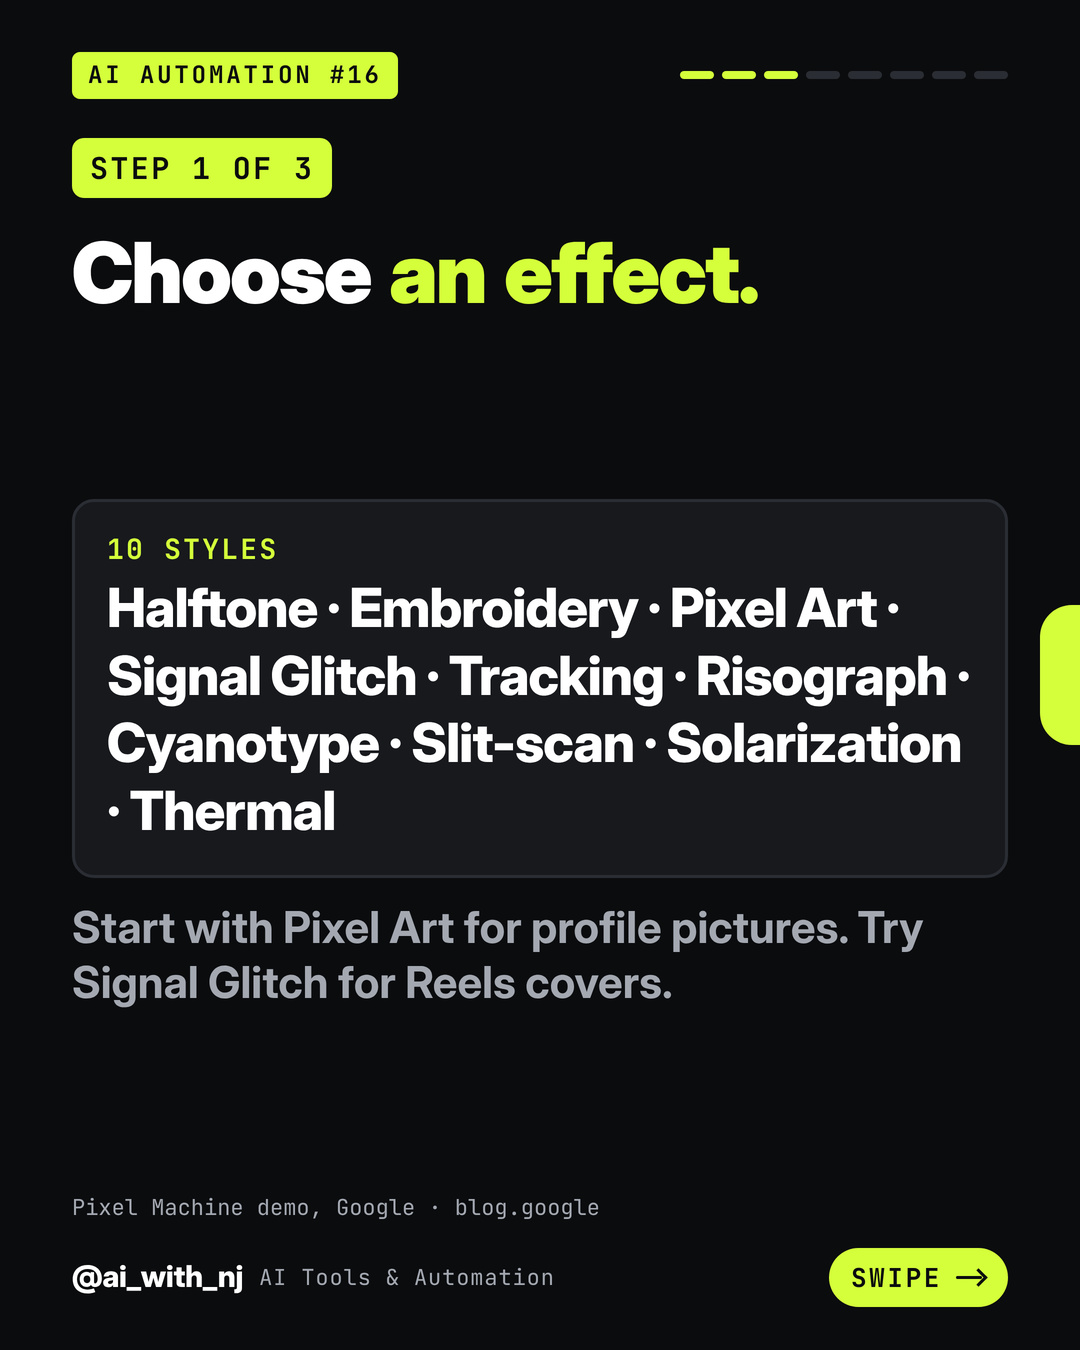 AI AUTOMATION #16
STEP 1 OF 3
Choose an effect.
10 STYLES
Halftone · Embroidery · Pixel Art ·
Signal Glitch · Tracking · Risograph ·
Cyanotype · Slit-scan · Solarization
· Thermal
Start with Pixel Art for profile pictures. Try
Signal Glitch for Reels covers.
Pixel Machine demo, Google · blog.google
@ai_with_nj AI Tools & Automation
SWIPE →